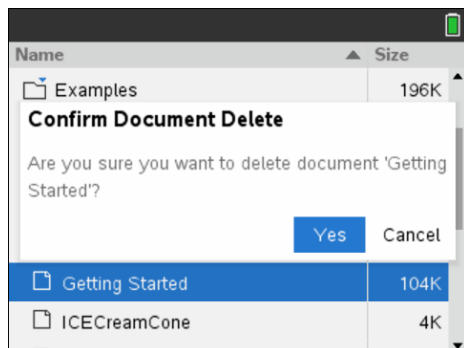 Name Size
Examples 196K
Confirm Document Delete
Are you sure you want to delete document 'Getting
Started'?
Yes Cancel
Getting Started 104K
ICECreamCone 4K